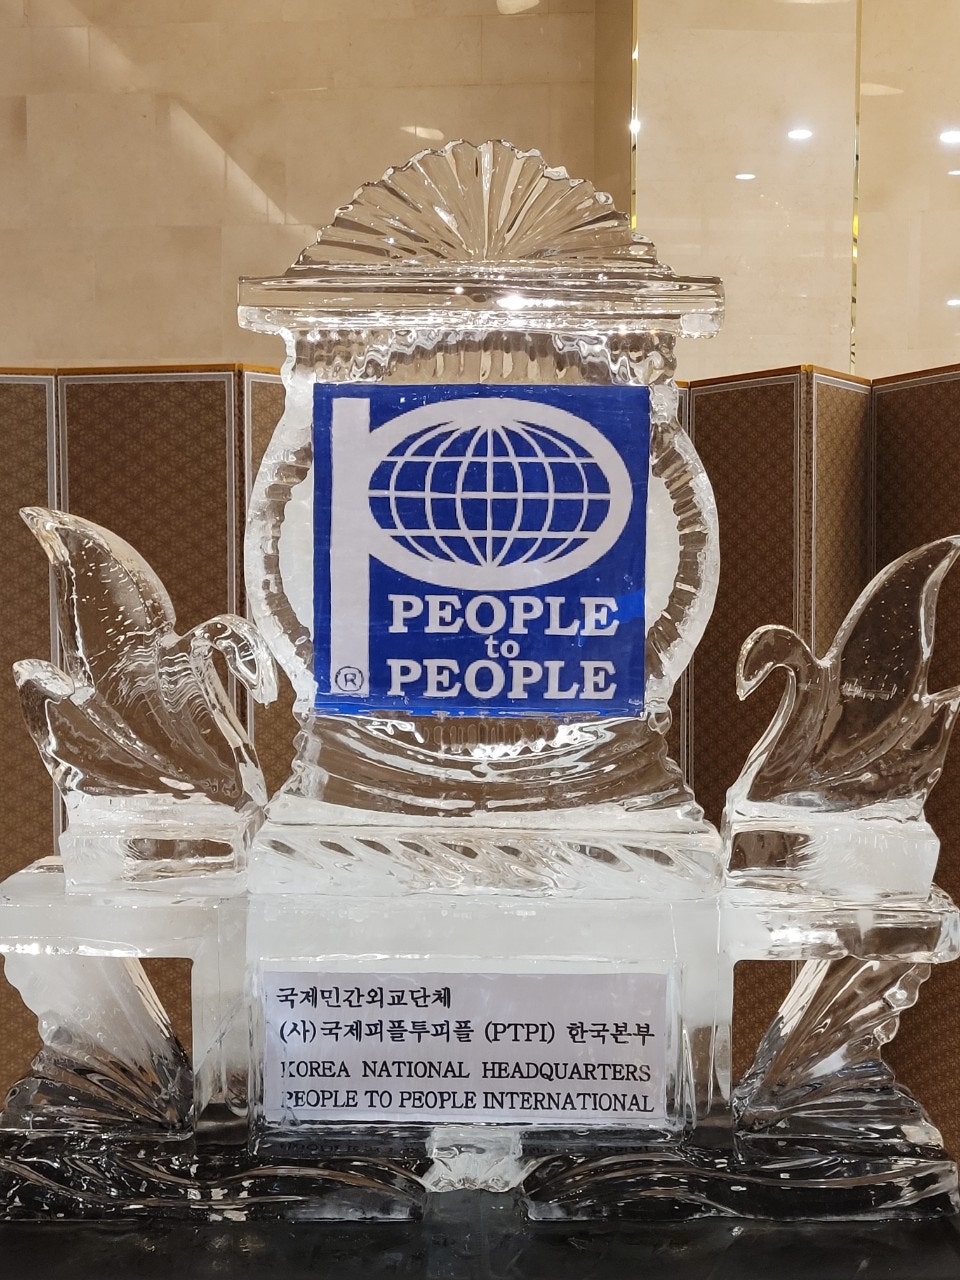 PEOPLE
to
PEOPLE
®
국제민간외교단체
(사)국제피플투피플 (PTPI) 한국본부
KOREA NATIONAL HEADQUARTERS
PEOPLE TO PEOPLE INTERNATIONAL